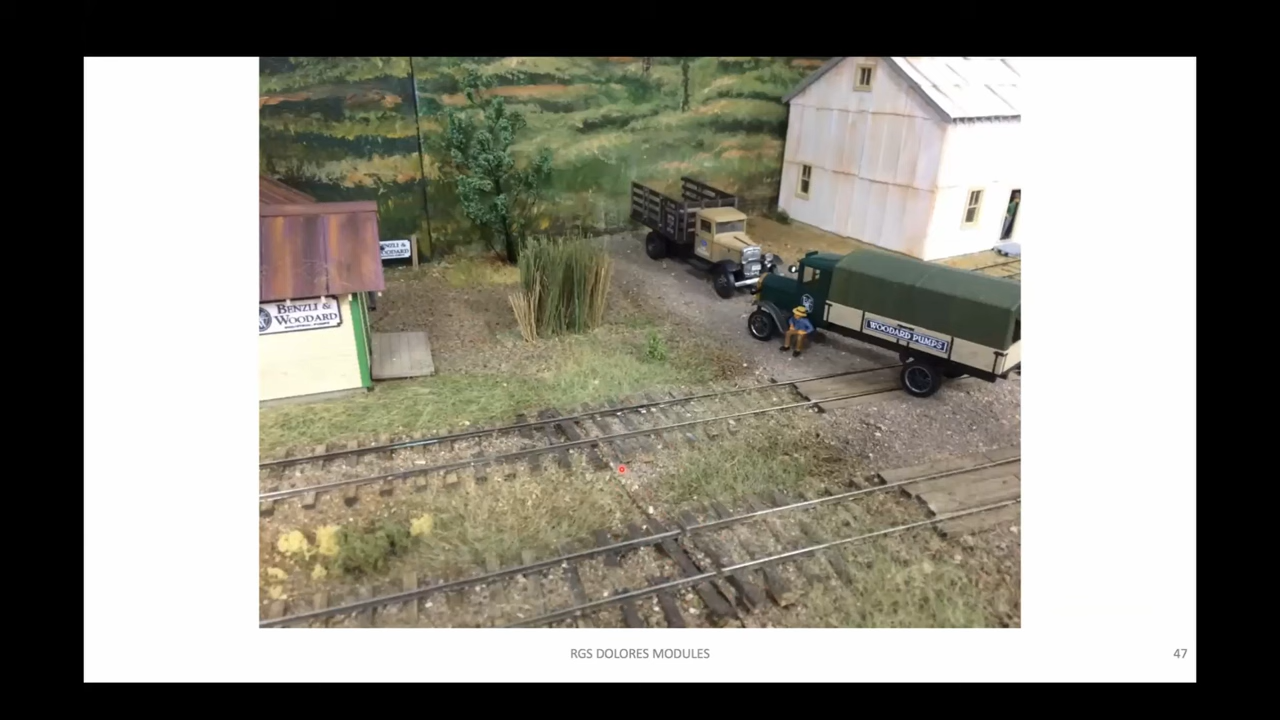 BENZLI &
WOODARD
WOODARD PUMPS
RGS DOLORES MODULES
47